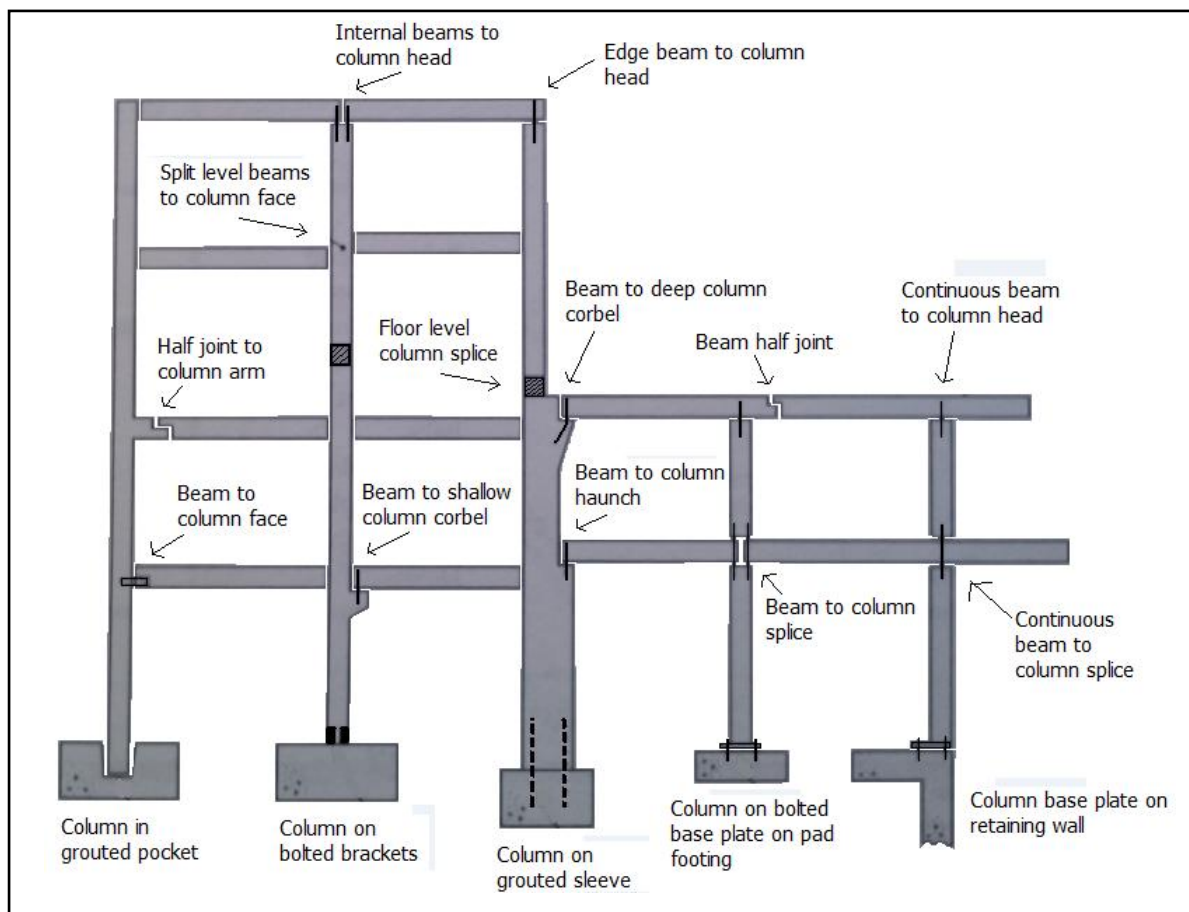 Internal beams to
column head
Edge beam to column
head
Split level beams
to column face
Beam to deep column
corbel
Continuous beam
to column head
Floor level
column splice
Beam half joint
Half joint to
column arm
Beam to
column face
Beam to shallow
column corbel
Beam to column
haunch
Beam to column
splice
Continuous
beam to
column splice
Column in
grouted pocket
Column on
bolted brackets
Column on
grouted sleeve
Column on bolted
base plate on pad
footing
Column base plate on
retaining wall